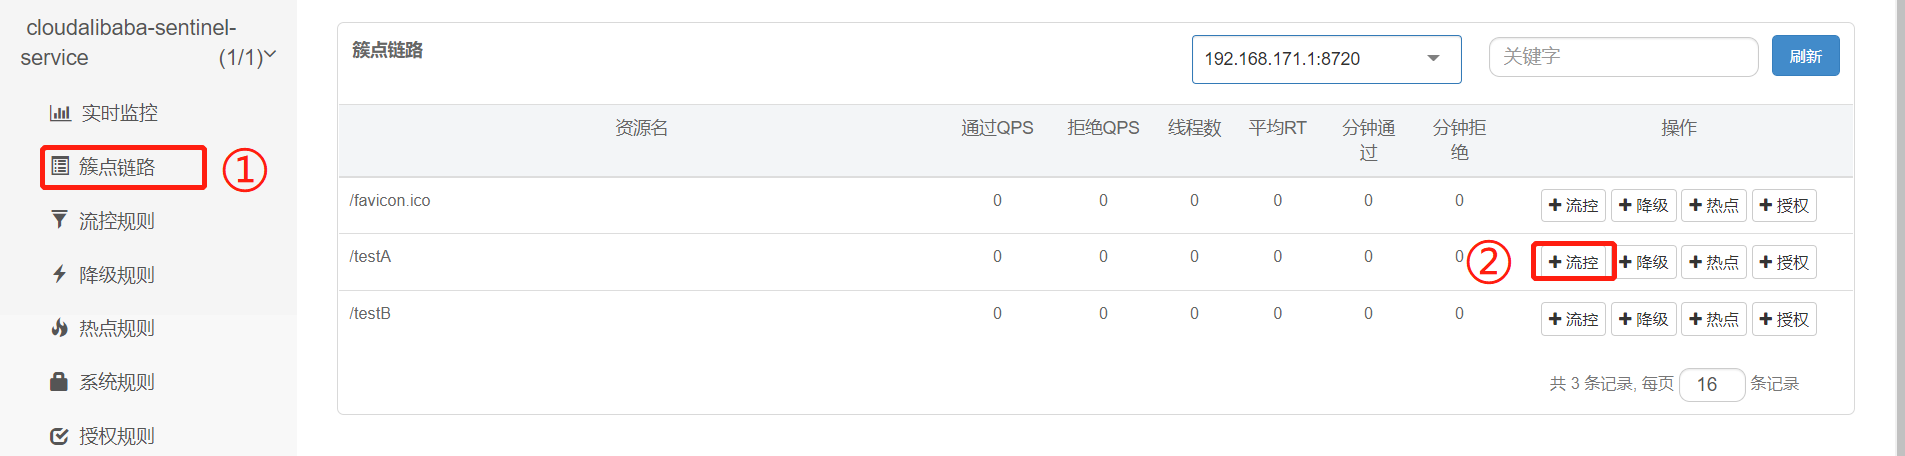 cloudalibaba-sentinel-
service (1/1)
实时监控
簇点链路 ①
流控规则
降级规则
热点规则
系统规则
授权规则
簇点链路 192.168.171.1:8720 关键字 刷新
资源名 通过QPS 拒绝QPS 线程数 平均RT 分钟通过 分钟拒绝 操作
/favicon.ico 0 0 0 0 0 0 流控 降级 热点 授权
/testA 0 0 0 0 0 0 ② 流控 降级 热点 授权
/testB 0 0 0 0 0 0 流控 降级 热点 授权
共 3 条记录, 每页 16 条记录